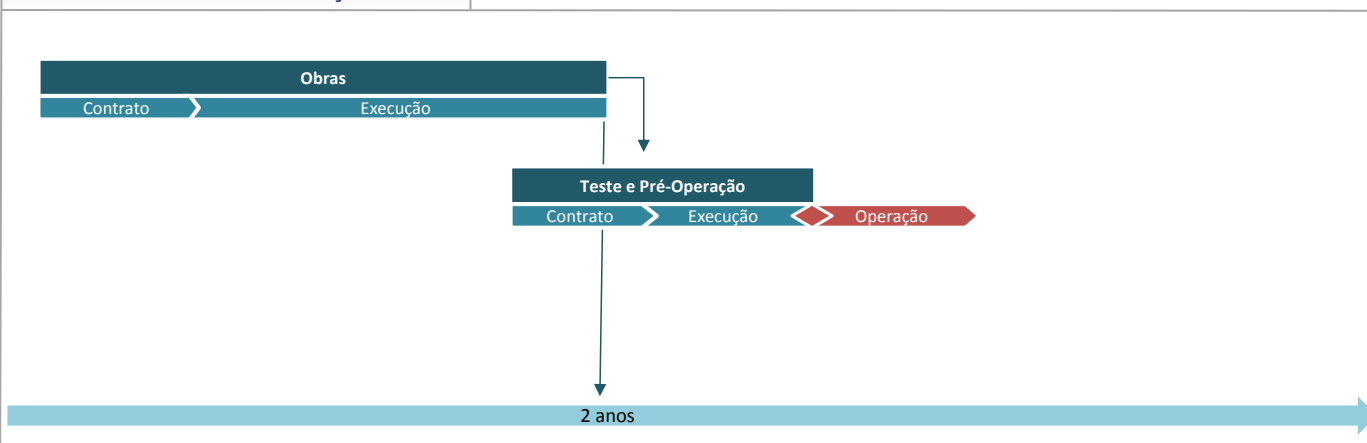 Obras
Contrato
Execução
Teste e Pré-Operação
Contrato
Execução
Operação
2 anos